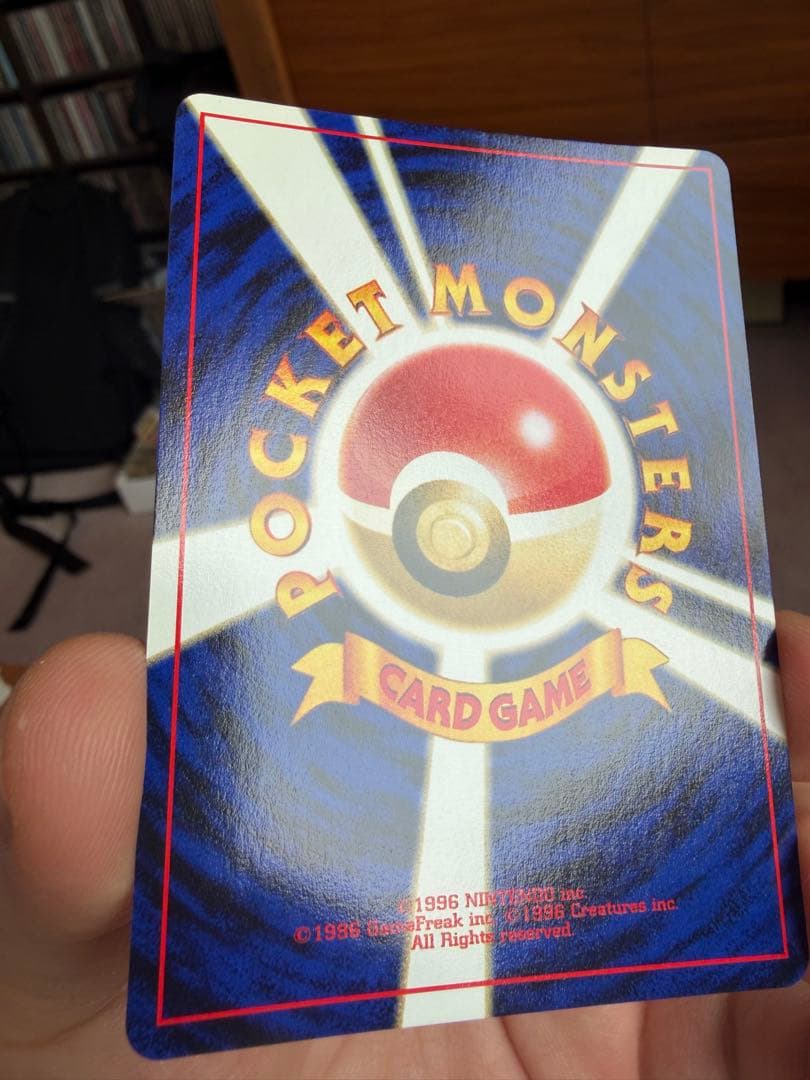 POCKET MONSTERS
CARD GAME
©1996 NINTENDO inc.
©1996 GameFreak inc. ©1996 Creatures inc.
All Rights reserved.